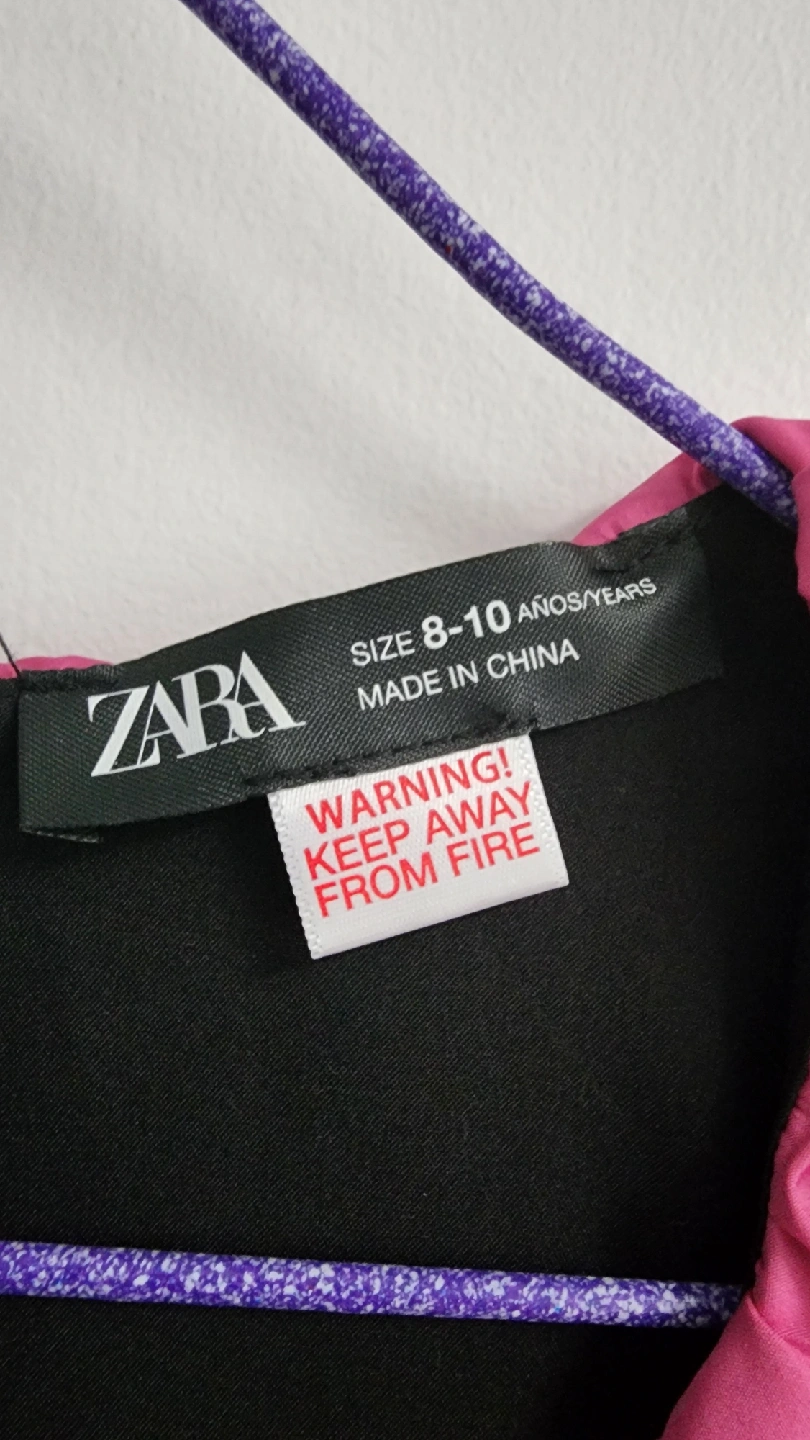 ZARA
SIZE 8-10 AÑOS/YEARS
MADE IN CHINA
WARNING!
KEEP AWAY
FROM FIRE